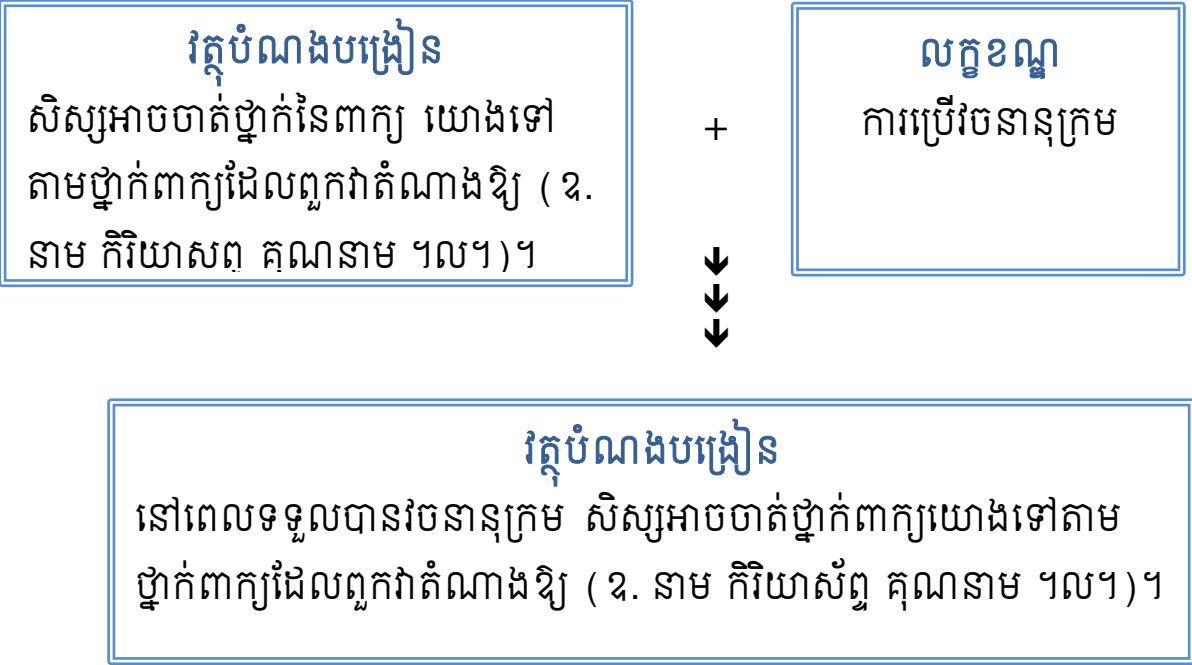 វត្ថុបំណងបង្រៀន
សិស្សអាចចាត់ថ្នាក់នៃពាក្យ យោងទៅ
តាមថ្នាក់ពាក្យដែលពួកវាតំណាងឱ្យ (ឧ.
នាម កិរិយាសព្ទ គុណនាម ។ល។)។
+
លក្ខខណ្ឌ
ការប្រើវចនានុក្រម
វត្ថុបំណងបង្រៀន
នៅពេលទទួលបានវចនានុក្រម សិស្សអាចចាត់ថ្នាក់ពាក្យយោងទៅតាម
ថ្នាក់ពាក្យដែលពួកវាតំណាងឱ្យ (ឧ. នាម កិរិយាស័ព្ទ គុណនាម ។ល។)។